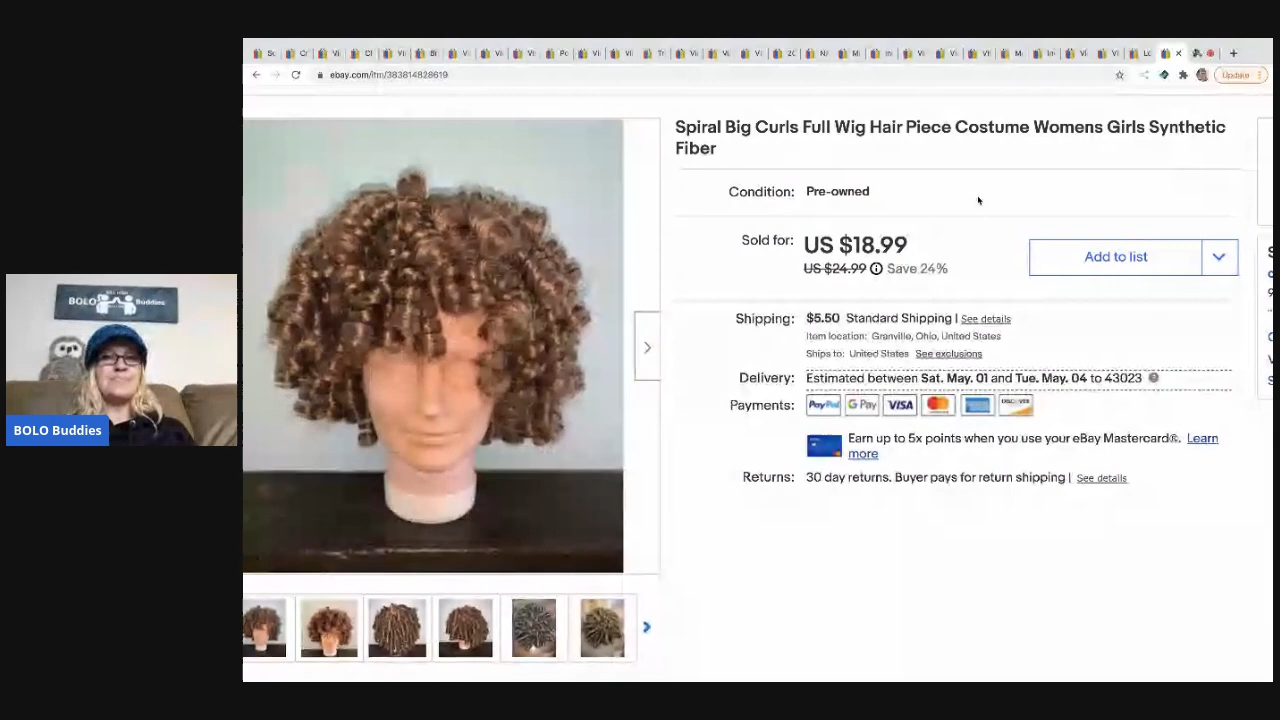 ebay.com/itm/383814828619
Update
Spiral Big Curls Full Wig Hair Piece Costume Womens Girls Synthetic
Fiber
Condition: Pre-owned
Sold for: US $18.99
US $24.99 Save 24%
Add to list
Shipping: $5.50 Standard Shipping | See details
Item location: Granville, Ohio, United States
Ships to: United States See exclusions
Delivery: Estimated between Sat. May. 01 and Tue. May. 04 to 43023
Payments: PayPal G Pay VISA DISCOVER
Earn up to 5x points when you use your eBay Mastercard®. Learn
more
Returns: 30 day returns. Buyer pays for return shipping | See details
BOLO Buddies
BOLO Buddies